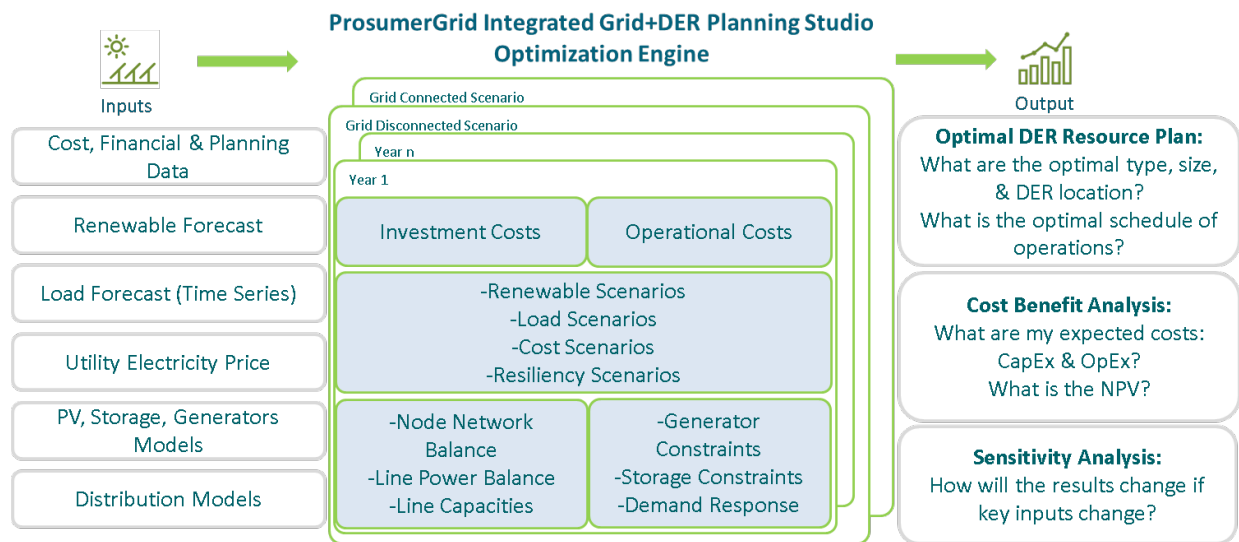 ProsumerGrid Integrated Grid+DER Planning Studio
Optimization Engine
Inputs
Cost, Financial & Planning
Data
Renewable Forecast
Load Forecast (Time Series)
Utility Electricity Price
PV, Storage, Generators
Models
Distribution Models
Grid Connected Scenario
Grid Disconnected Scenario
Year n
Year 1
Investment Costs
Operational Costs
-Renewable Scenarios
-Load Scenarios
-Cost Scenarios
-Resiliency Scenarios
-Node Network
Balance
-Line Power Balance
-Line Capacities
-Generator
Constraints
-Storage Constraints
-Demand Response
Output
Optimal DER Resource Plan:
What are the optimal type, size,
& DER location?
What is the optimal schedule of
operations?
Cost Benefit Analysis:
What are my expected costs:
CapEx & OpEx?
What is the NPV?
Sensitivity Analysis:
How will the results change if
key inputs change?